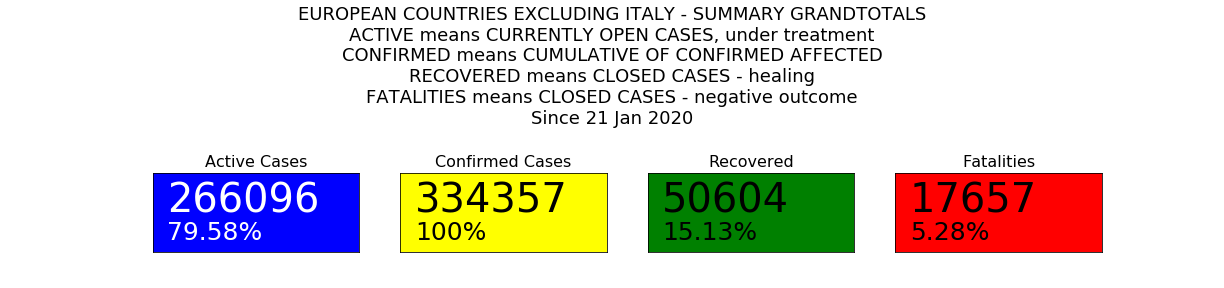 EUROPEAN COUNTRIES EXCLUDING ITALY - SUMMARY GRANDTOTALS
ACTIVE means CURRENTLY OPEN CASES, under treatment
CONFIRMED means CUMULATIVE OF CONFIRMED AFFECTED
RECOVERED means CLOSED CASES - healing
FATALITIES means CLOSED CASES - negative outcome
Since 21 Jan 2020
Active Cases
266096
79.58%
Confirmed Cases
334357
100%
Recovered
50604
15.13%
Fatalities
17657
5.28%